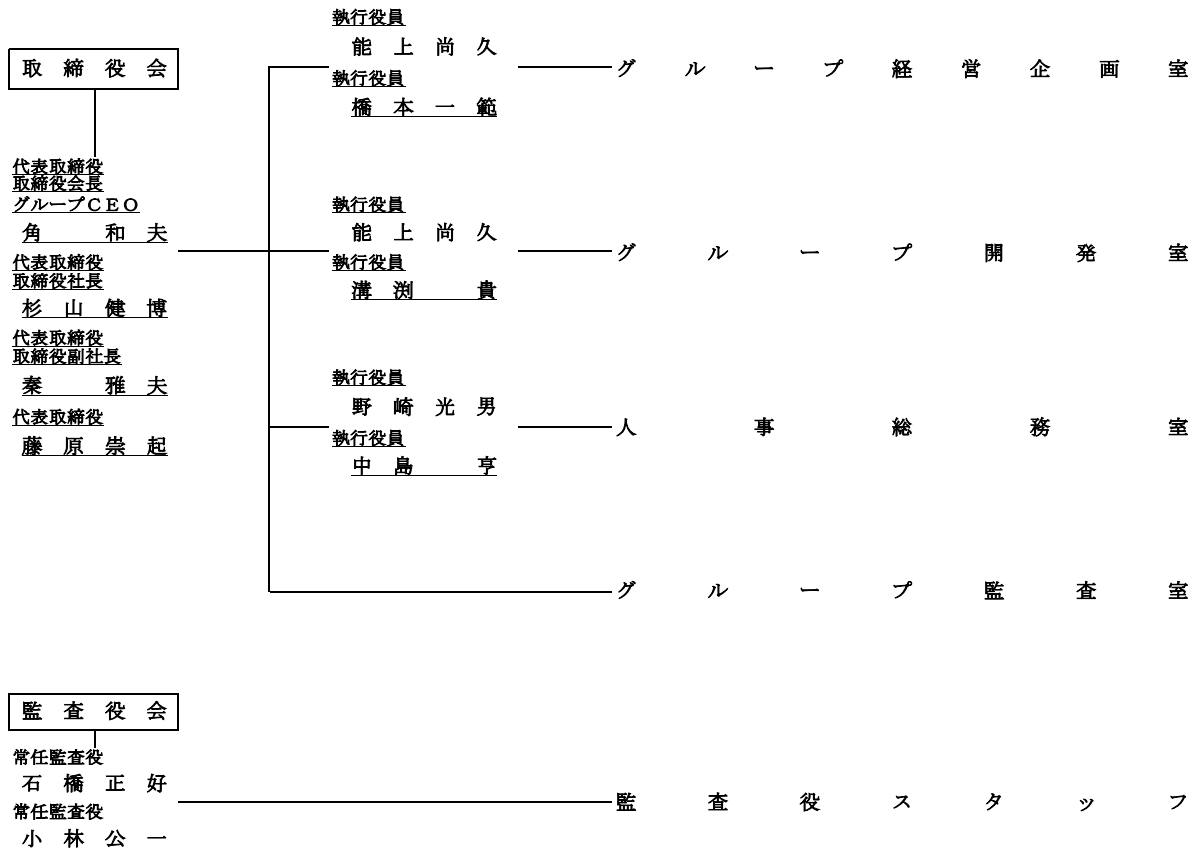 取締役会
代表取締役
取締役会長
グループＣＥＯ
角 和夫
代表取締役
取締役社長
杉山健博
代表取締役
取締役副社長
秦 雅夫
代表取締役
藤原崇起
執行役員
能上尚久
執行役員
橋本一範
グループ経営企画室
執行役員
能上尚久
執行役員
溝渕 貴
グループ開発室
執行役員
野崎光男
執行役員
中島 亨
人事総務室
グループ監査室
監査役会
常任監査役
石橋正好
常任監査役
小林公一
監査役スタッフ